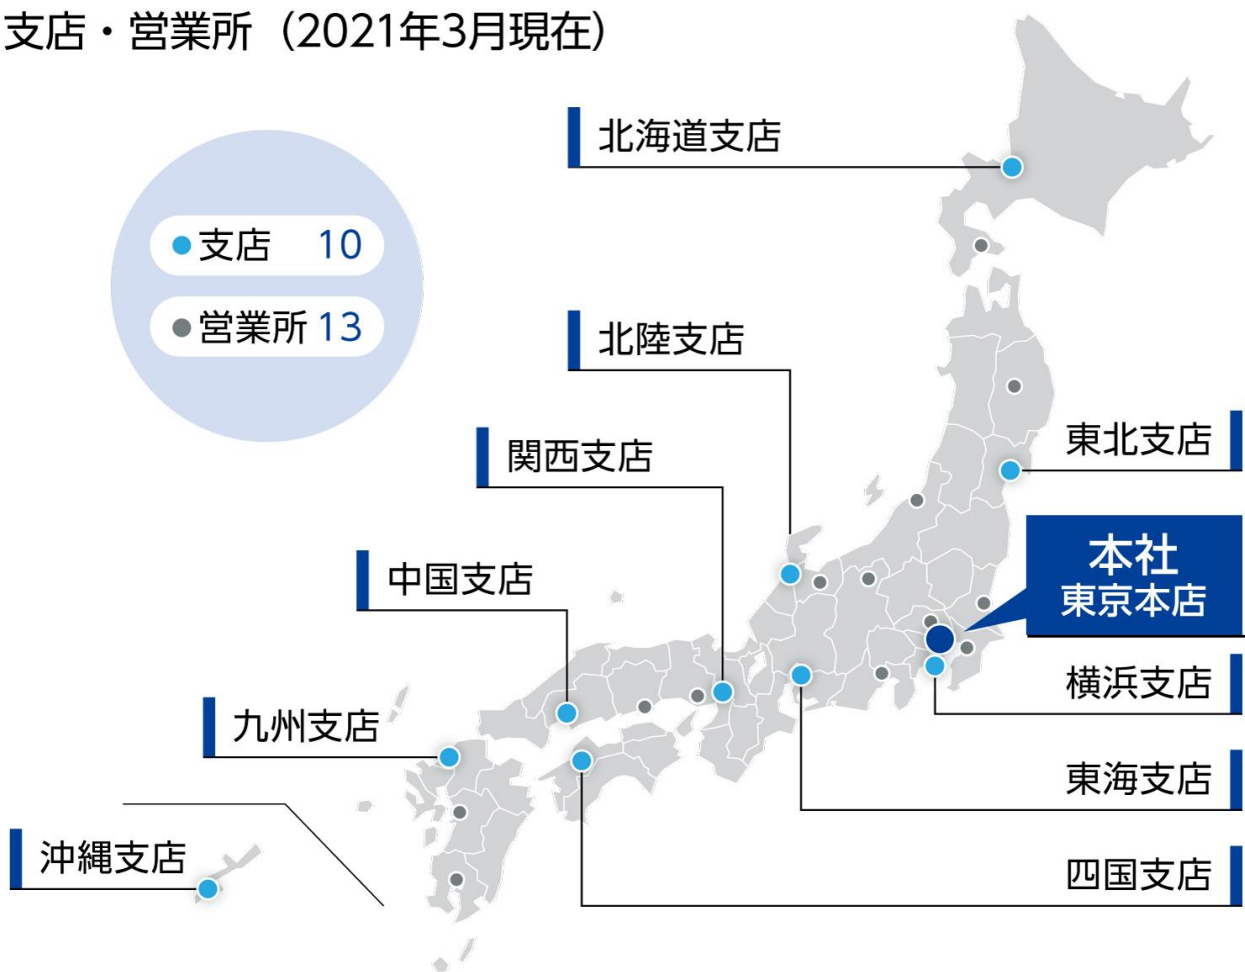 支店・営業所（2021年3月現在）
支店 10
営業所 13
北海道支店
北陸支店
関西支店
中国支店
九州支店
沖縄支店
東北支店
本社
東京本店
横浜支店
東海支店
四国支店